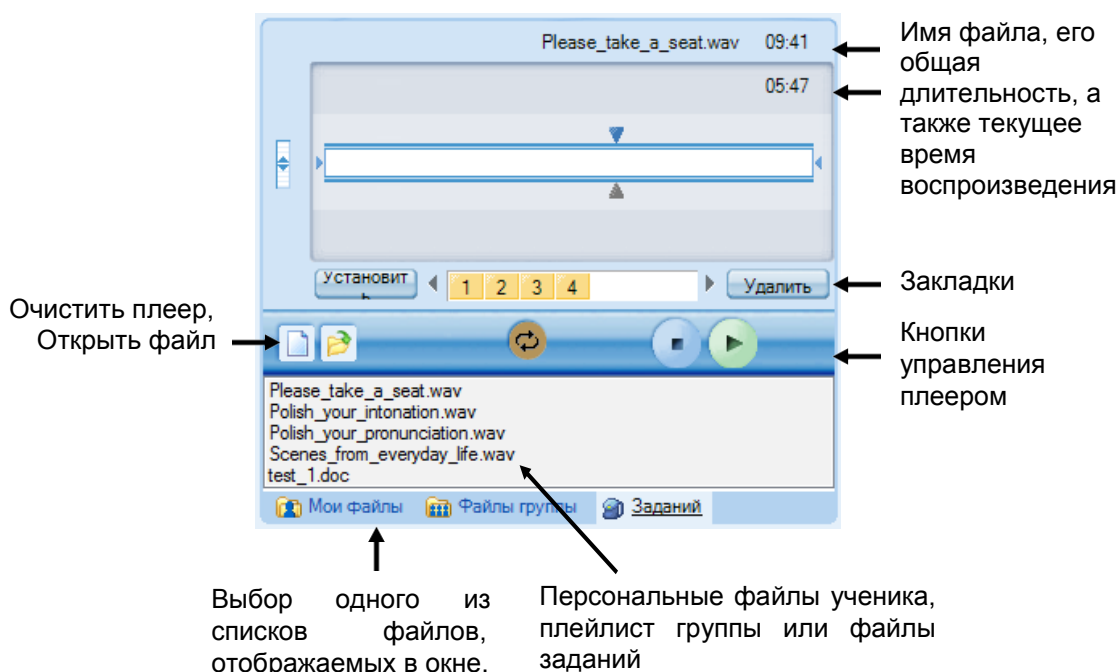 Please_take_a_seat.wav 09:41
05:47
Имя файла, его
общая
длительность, а
также текущее
время
воспроизведения
Установит
ь
1 2 3 4
Удалить
Закладки
Очистить плеер,
Открыть файл
Кнопки
управления
плеером
Please_take_a_seat.wav
Polish_your_intonation.wav
Polish_your_pronunciation.wav
Scenes_from_everyday_life.wav
test_1.doc
Мои файлы Файлы группы Заданий
Выбор одного из
списков файлов,
отображаемых в окне.
Персональные файлы ученика,
плейлист группы или файлы
заданий